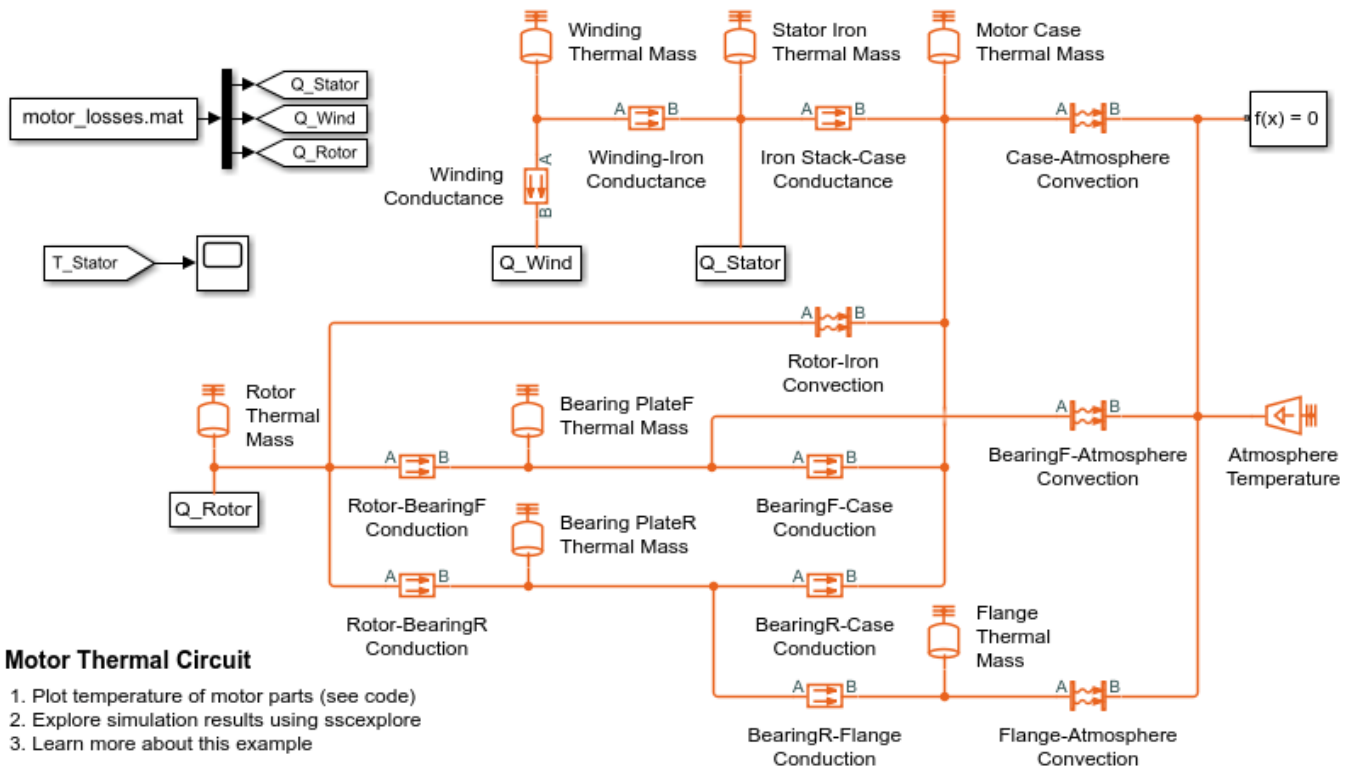 Winding
Thermal Mass
Stator Iron
Thermal Mass
Motor Case
Thermal Mass
motor_losses.mat
Q_Stator
Q_Wind
Q_Rotor
A B
A B
A B
f(x) = 0
Winding-Iron
Conductance
Iron Stack-Case
Conductance
Case-Atmosphere
Convection
Winding
Conductance
A
B
T_Stator
Q_Wind
Q_Stator
A B
Rotor-Iron
Convection
Rotor
Thermal
Mass
Bearing PlateF
Thermal Mass
A B
BearingF-Atmosphere
Convection
Atmosphere
Temperature
A B
A B
Q_Rotor
Rotor-BearingF
Conduction
BearingF-Case
Conduction
Bearing PlateR
Thermal Mass
A B
A B
Rotor-BearingR
Conduction
BearingR-Case
Conduction
Flange
Thermal
Mass
A B
A B
BearingR-Flange
Conduction
Flange-Atmosphere
Convection
Motor Thermal Circuit
1. Plot temperature of motor parts (see code)
2. Explore simulation results using sscexplore
3. Learn more about this example